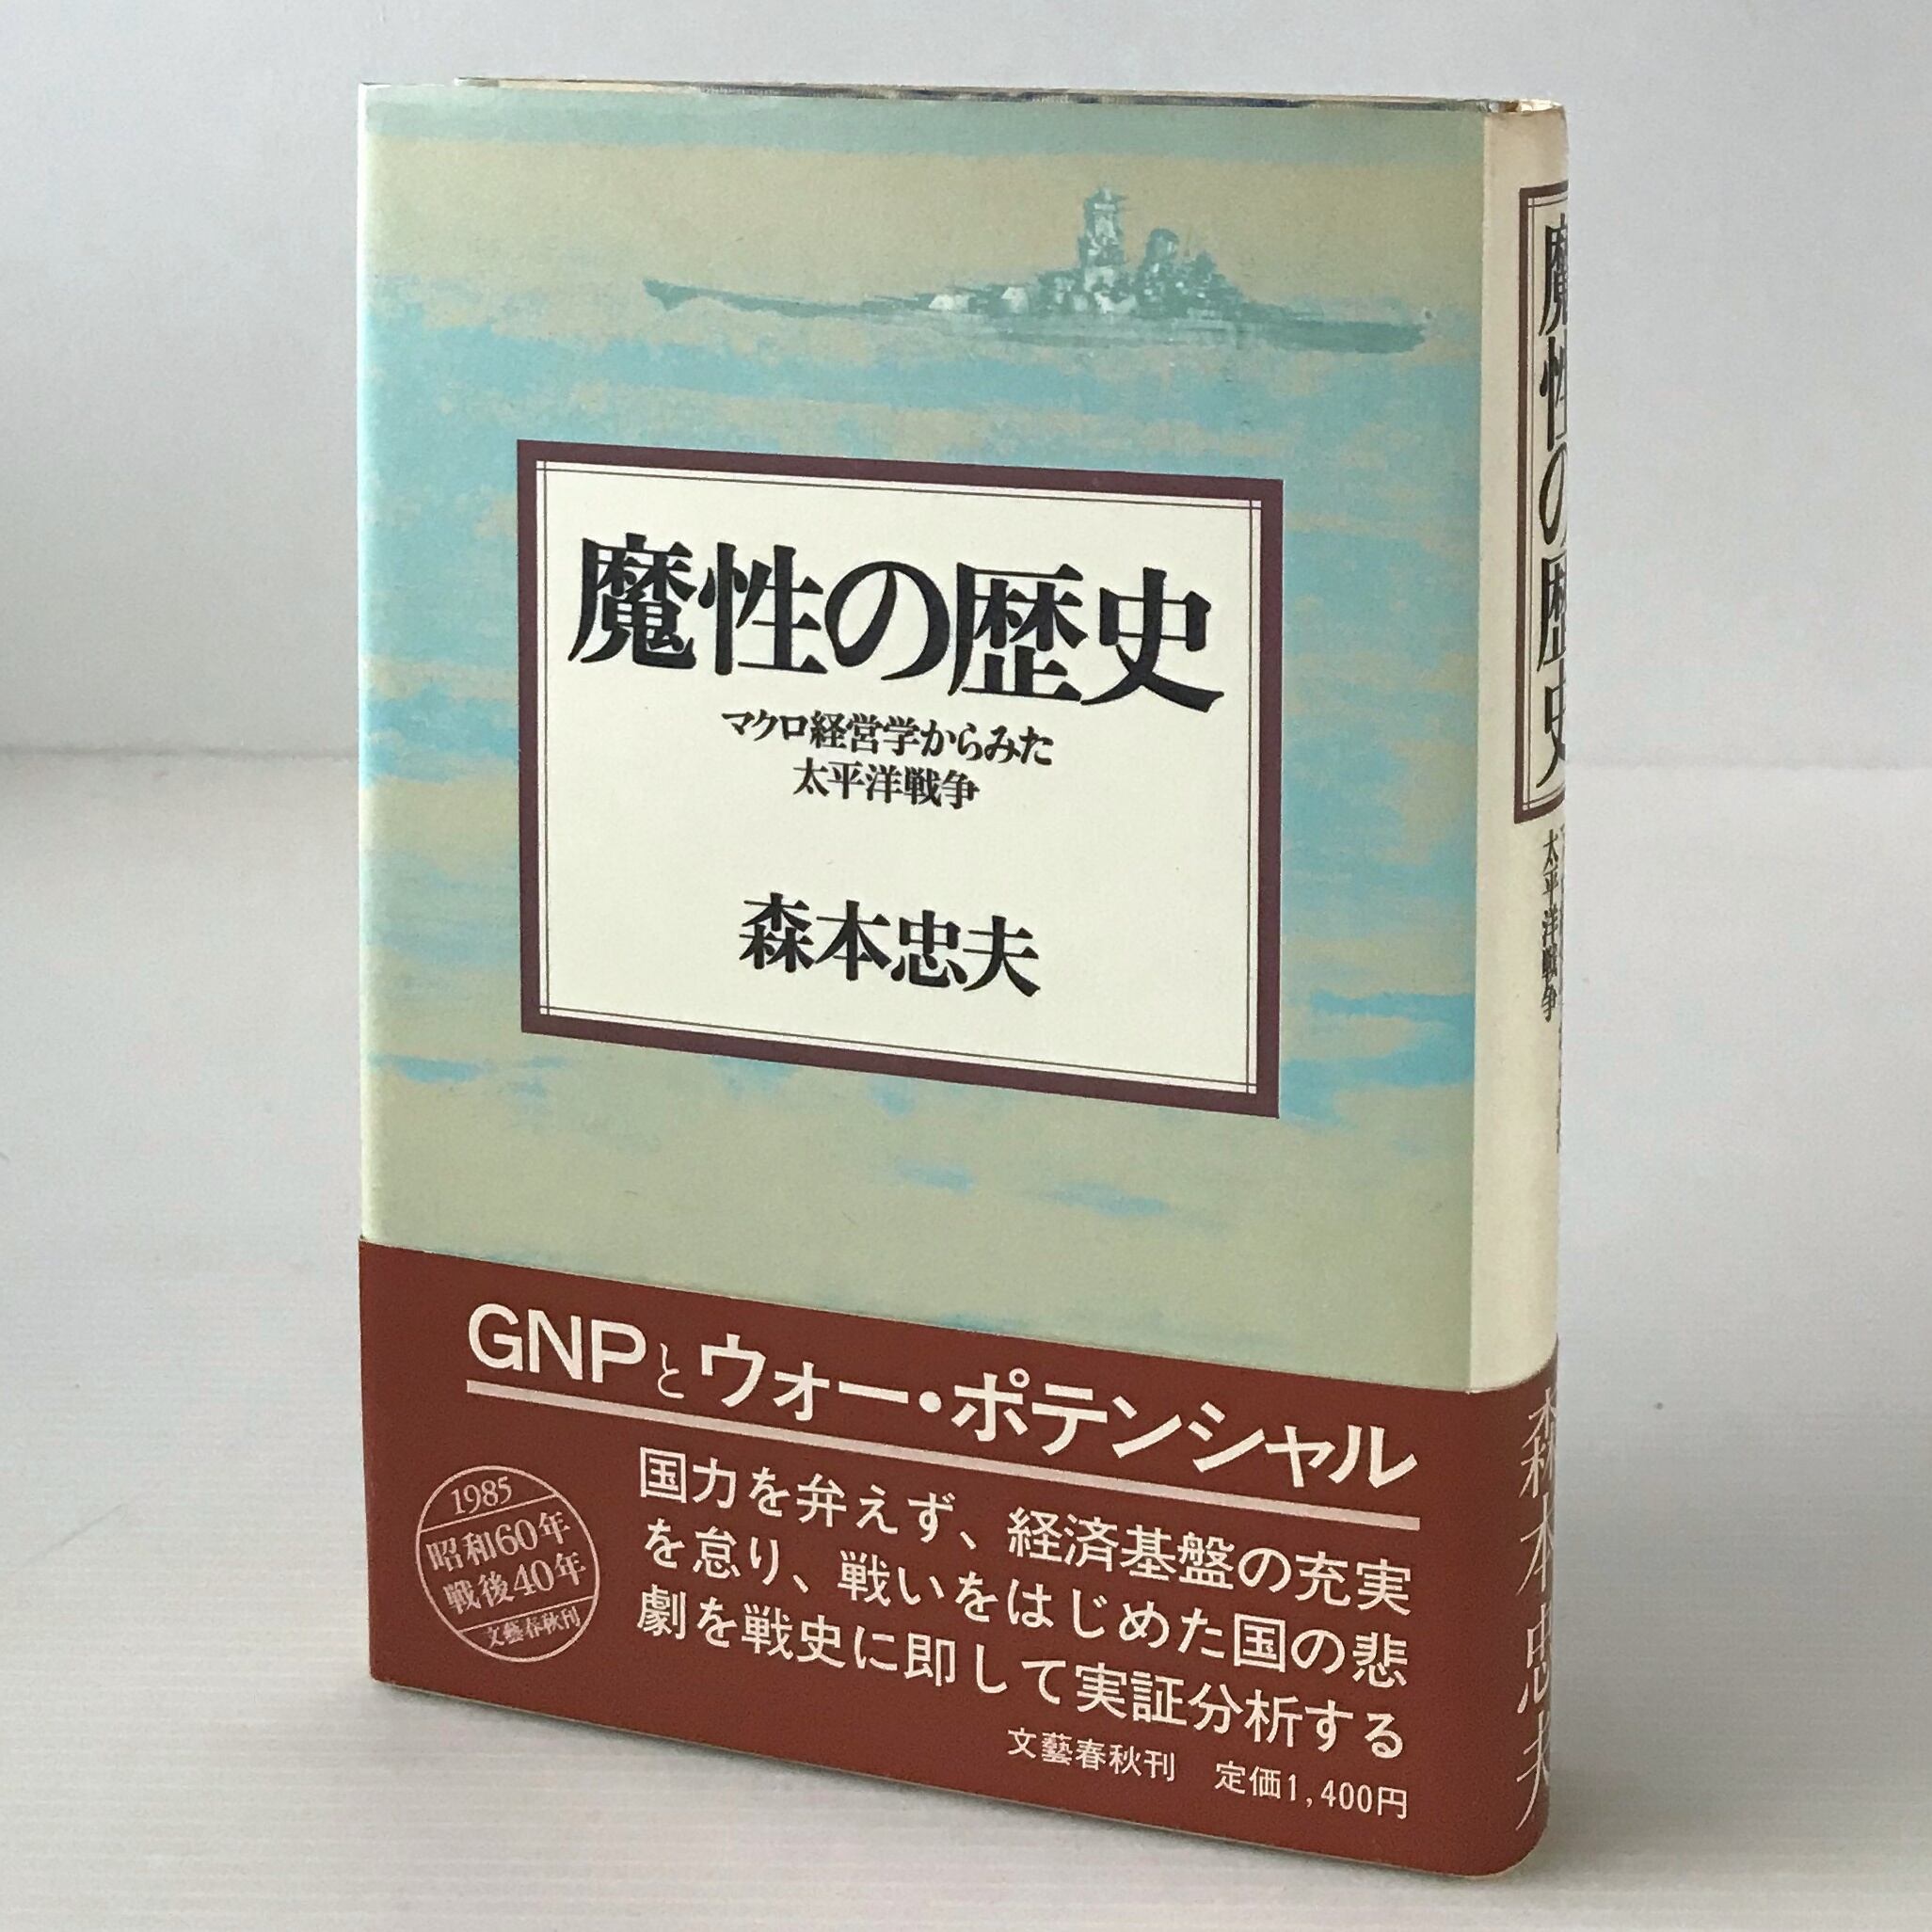 魔性の歴史
マクロ経営学からみた
太平洋戦争
森本忠夫
GNPとウォー・ポテンシャル
国力を弁えず、経済基盤の充実
を怠り、戦いをはじめた国の悲
劇を戦史に即して実証分析する
文藝春秋刊 定価1,400円
1985
昭和60年
戦後40年
文藝春秋刊
魔性の歴史
太平洋戦争
森本忠夫